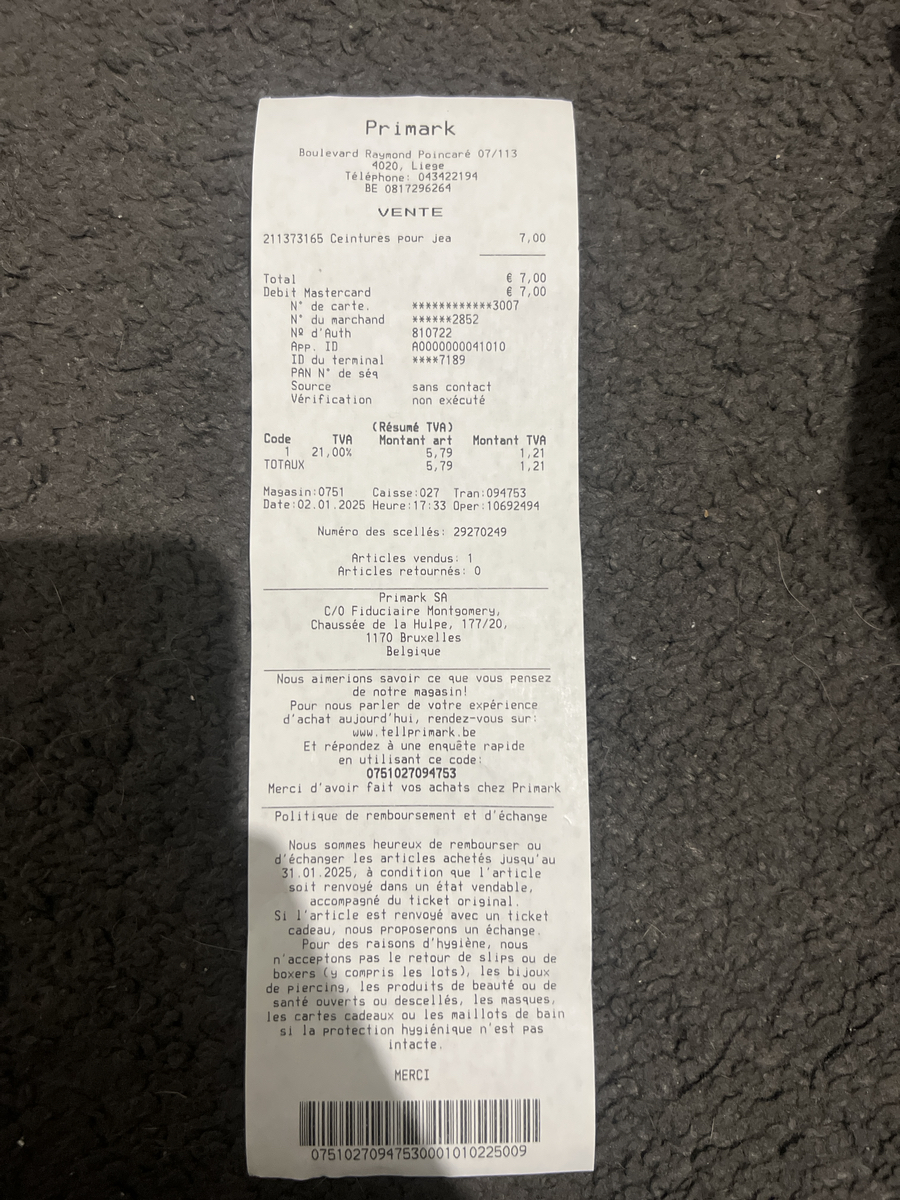 Primark
Boulevard Raymond Poincaré 07/113
4020, Liege
Téléphone: 043422194
BE 0817296264
VENTE
211373165 Ceintures pour jea 7,00
Total € 7,00
Debit Mastercard € 7,00
N° de carte. ************3007
N° du marchand ******2852
Nº d'Auth 810722
App. ID A0000000041010
ID du terminal ****7189
PAN N° de séq
Source sans contact
Vérification non exécuté
(Résumé TVA)
Code TVA Montant art Montant TVA
1 21,00% 5,79 1,21
TOTAUX 5,79 1,21
Magasin:0751 Caisse:027 Tran:094753
Date:02.01.2025 Heure:17:33 Oper:10692494
Numéro des scellés: 29270249
Articles vendus: 1
Articles retournés: 0
Primark SA
C/O Fiduciaire Montgomery,
Chaussée de la Hulpe, 177/20,
1170 Bruxelles
Belgique
Nous aimerions savoir ce que vous pensez
de notre magasin!
Pour nous parler de votre expérience
d'achat aujourd'hui, rendez-vous sur:
www.tellprimark.be
Et répondez à une enquête rapide
en utilisant ce code:
0751027094753
Merci d'avoir fait vos achats chez Primark
Politique de remboursement et d'échange
Nous sommes heureux de rembourser ou
d'échanger les articles achetés jusqu'au
31.01.2025, à condition que l'article
soit renvoyé dans un état vendable,
accompagné du ticket original.
Si l'article est renvoyé avec un ticket
cadeau, nous proposerons un échange.
Pour des raisons d'hygiène, nous
n'acceptons pas le retour de slips ou de
boxers (y compris les lots), les bijoux
de piercing, les produits de beauté ou de
santé ouverts ou descellés, les masques,
les cartes cadeaux ou les maillots de bain
si la protection hygiénique n'est pas
intacte.
MERCI
075102709475300010102​25009